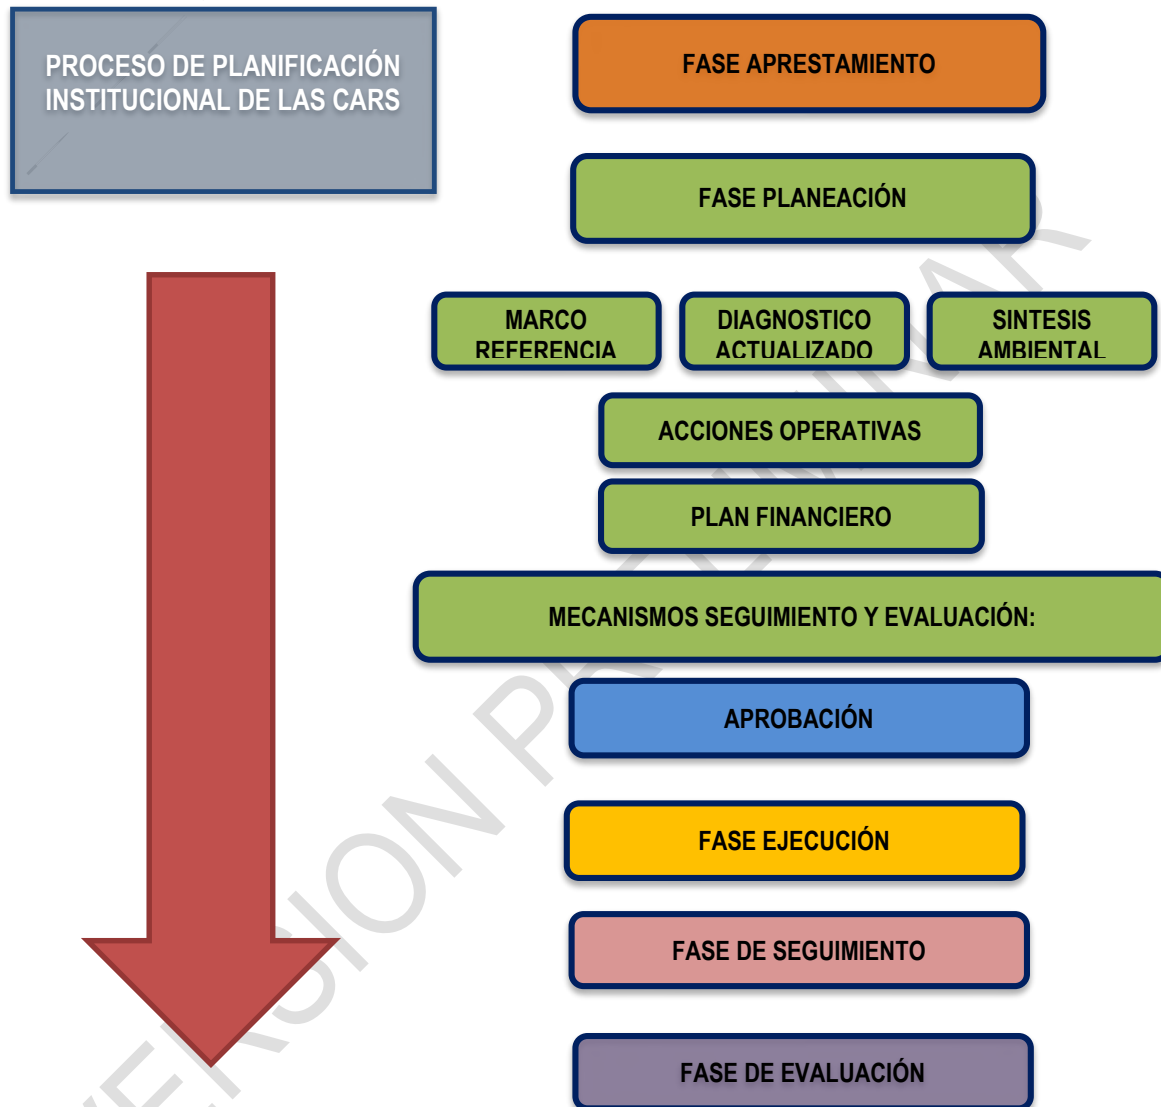 PROCESO DE PLANIFICACIÓN
INSTITUCIONAL DE LAS CARS
FASE APRESTAMIENTO
FASE PLANEACIÓN
MARCO
REFERENCIA
DIAGNOSTICO
ACTUALIZADO
SINTESIS
AMBIENTAL
ACCIONES OPERATIVAS
PLAN FINANCIERO
MECANISMOS SEGUIMIENTO Y EVALUACIÓN:
APROBACIÓN
FASE EJECUCIÓN
FASE DE SEGUIMIENTO
FASE DE EVALUACIÓN